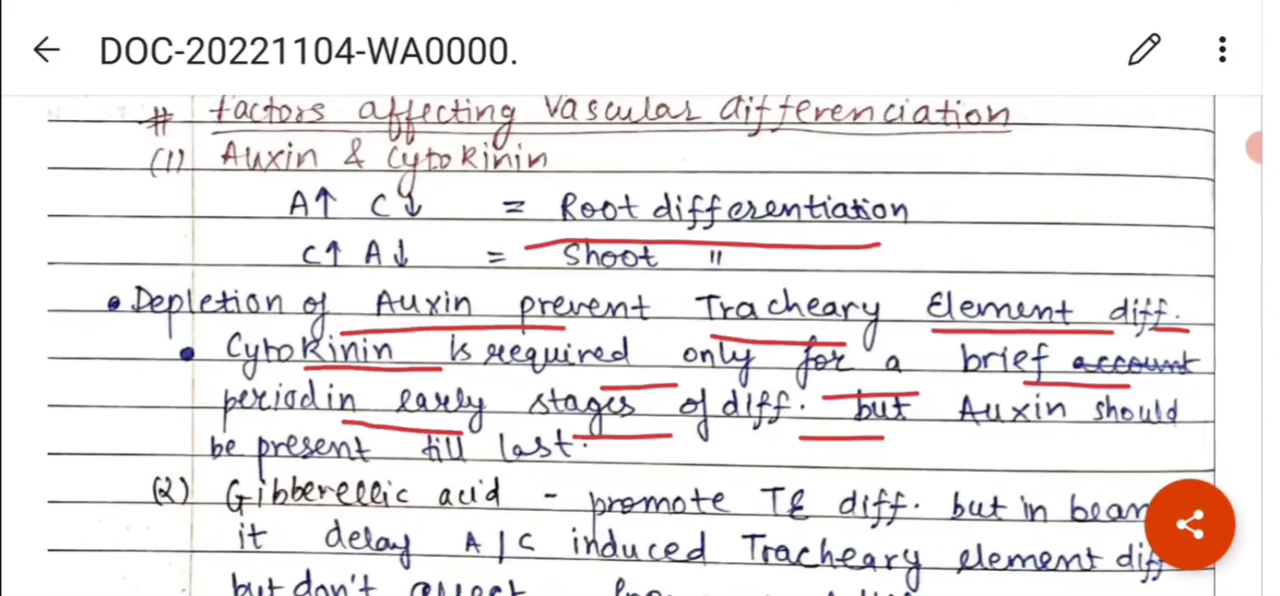 DOC-20221104-WA0000.
# Factors affecting Vascular differenciation
(1) Auxin & Cytokinin
A↑ C↓ = Root differentiation
C↑ A↓ = Shoot "
• Depletion of Auxin prevent Tracheary Element diff.
• Cytokinin is required only for a brief account
period in early stages of diff. but Auxin should
be present till last.
(2) Gibberellic acid - promote TE diff. but in bean
it delay A/C induced Tracheary element diff
but don't